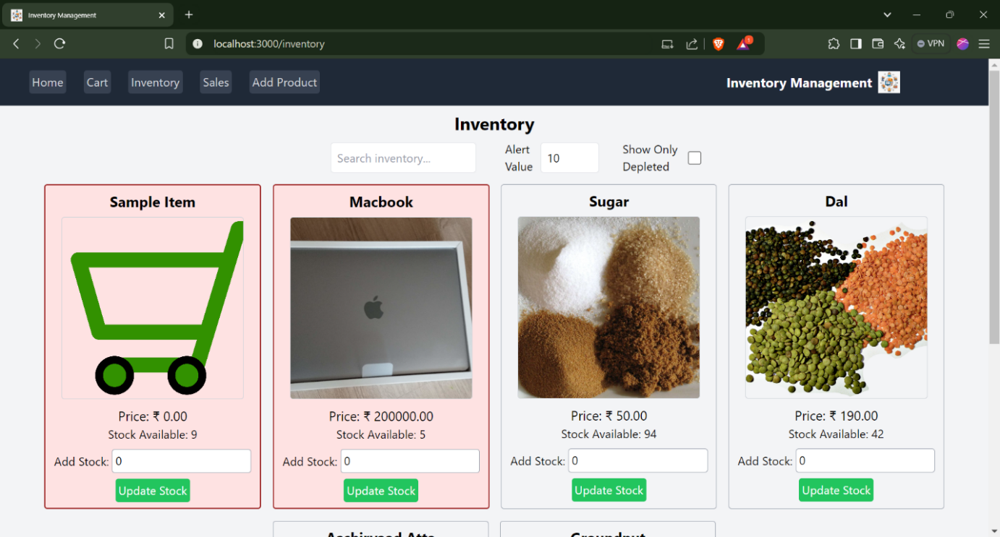 Inventory Management
localhost:3000/inventory
1
VPN
Home Cart Inventory Sales Add Product
Inventory Management
Inventory
Search inventory...
Alert Value
10
Show Only Depleted
Sample Item
Price: ₹ 0.00
Stock Available: 9
Add Stock: 0
Update Stock
Macbook
Price: ₹ 200000.00
Stock Available: 5
Add Stock: 0
Update Stock
Sugar
Price: ₹ 50.00
Stock Available: 94
Add Stock: 0
Update Stock
Dal
Price: ₹ 190.00
Stock Available: 42
Add Stock: 0
Update Stock